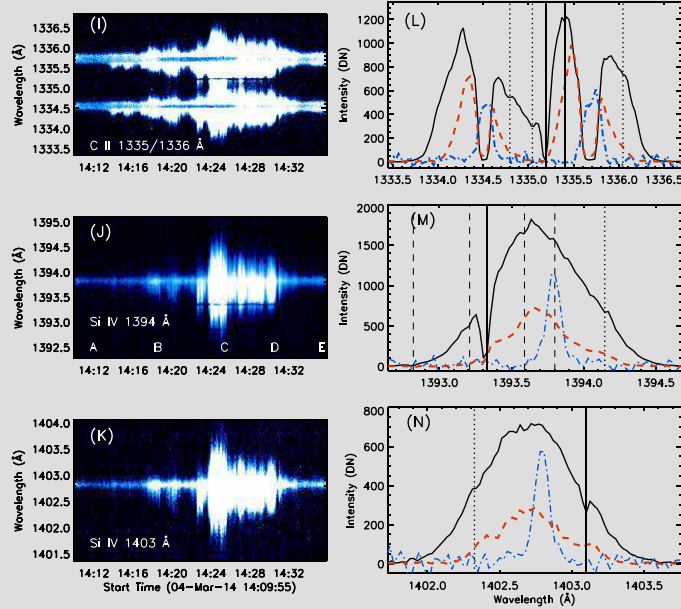 (I)
1336.5
1336.0
1335.5
1335.0
1334.5
1334.0
1333.5
Wavelength (Å)
C II 1335/1336 Å
14:12 14:16 14:20 14:24 14:28 14:32
(L)
1200
1000
800
600
400
200
0
Intensity (DN)
1333.5 1334.0 1334.5 1335.0 1335.5 1336.0 1336.5
(J)
1395.0
1394.5
1394.0
1393.5
1393.0
1392.5
Wavelength (Å)
Si IV 1394 Å
A B C D E
14:12 14:16 14:20 14:24 14:28 14:32
(M)
2000
1500
1000
500
0
Intensity (DN)
1393.0 1393.5 1394.0 1394.5
(K)
1404.0
1403.5
1403.0
1402.5
1402.0
1401.5
Wavelength (Å)
Si IV 1403 Å
14:12 14:16 14:20 14:24 14:28 14:32
Start Time (04-Mar-14 14:09:55)
(N)
800
600
400
200
0
Intensity (DN)
1402.0 1402.5 1403.0 1403.5
Wavelength (Å)